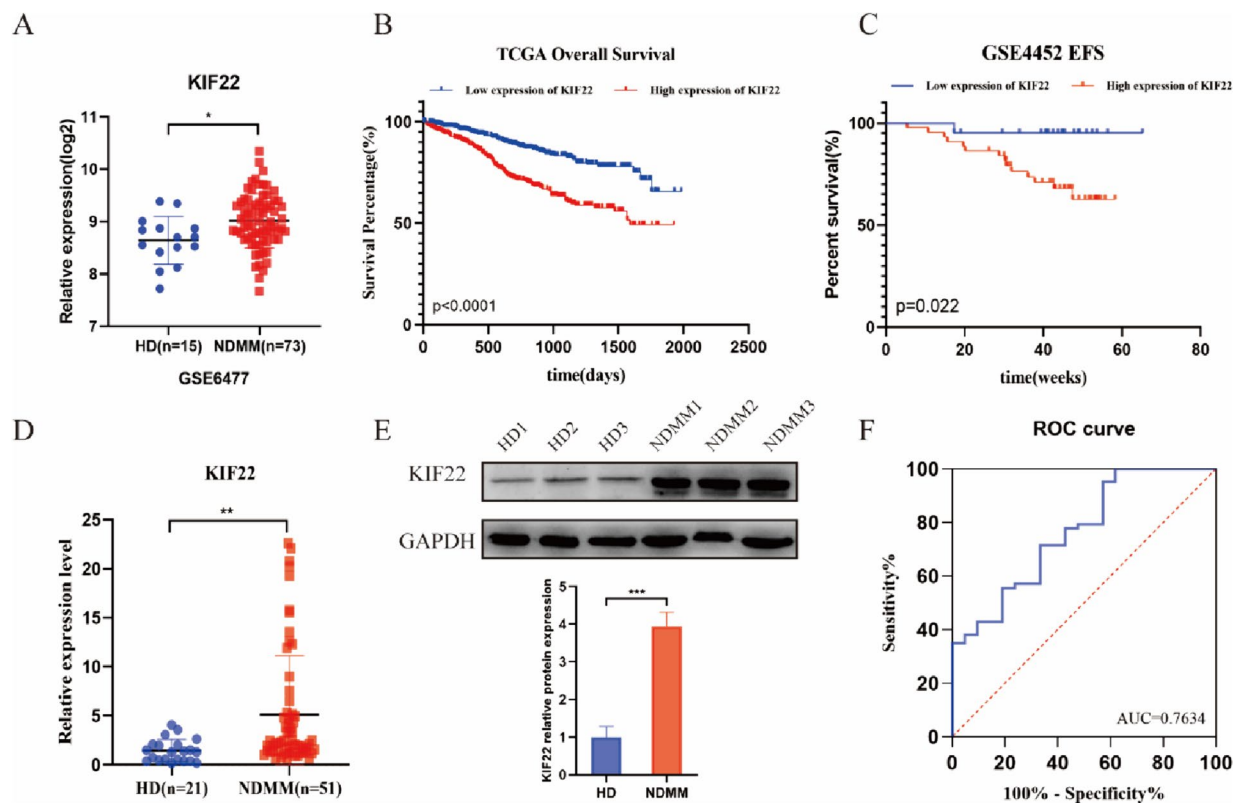 A
KIF22
*
Relative expression(log2)
11
10
9
8
7
HD(n=15)
NDMM(n=73)
GSE6477
B
TCGA Overall Survival
Low expression of KIF22
High expression of KIF22
Survival Percentage(%)
100
50
0
p<0.0001
0
500
1000
1500
2000
2500
time(days)
C
GSE4452 EFS
Low expression of KIF22
High expression of KIF22
Percent survival(%)
100
50
0
p=0.022
0
20
40
60
80
time(weeks)
D
KIF22
**
Relative expression level
25
20
15
10
5
0
HD(n=21)
NDMM(n=51)
E
HD1
HD2
HD3
NDMM1
NDMM2
NDMM3
KIF22
GAPDH
***
KIF22 relative protein expression
5
4
3
2
1
0
HD
NDMM
F
ROC curve
Sensitivity%
100
80
60
40
20
0
AUC=0.7634
0
20
40
60
80
100
100% - Specificity%